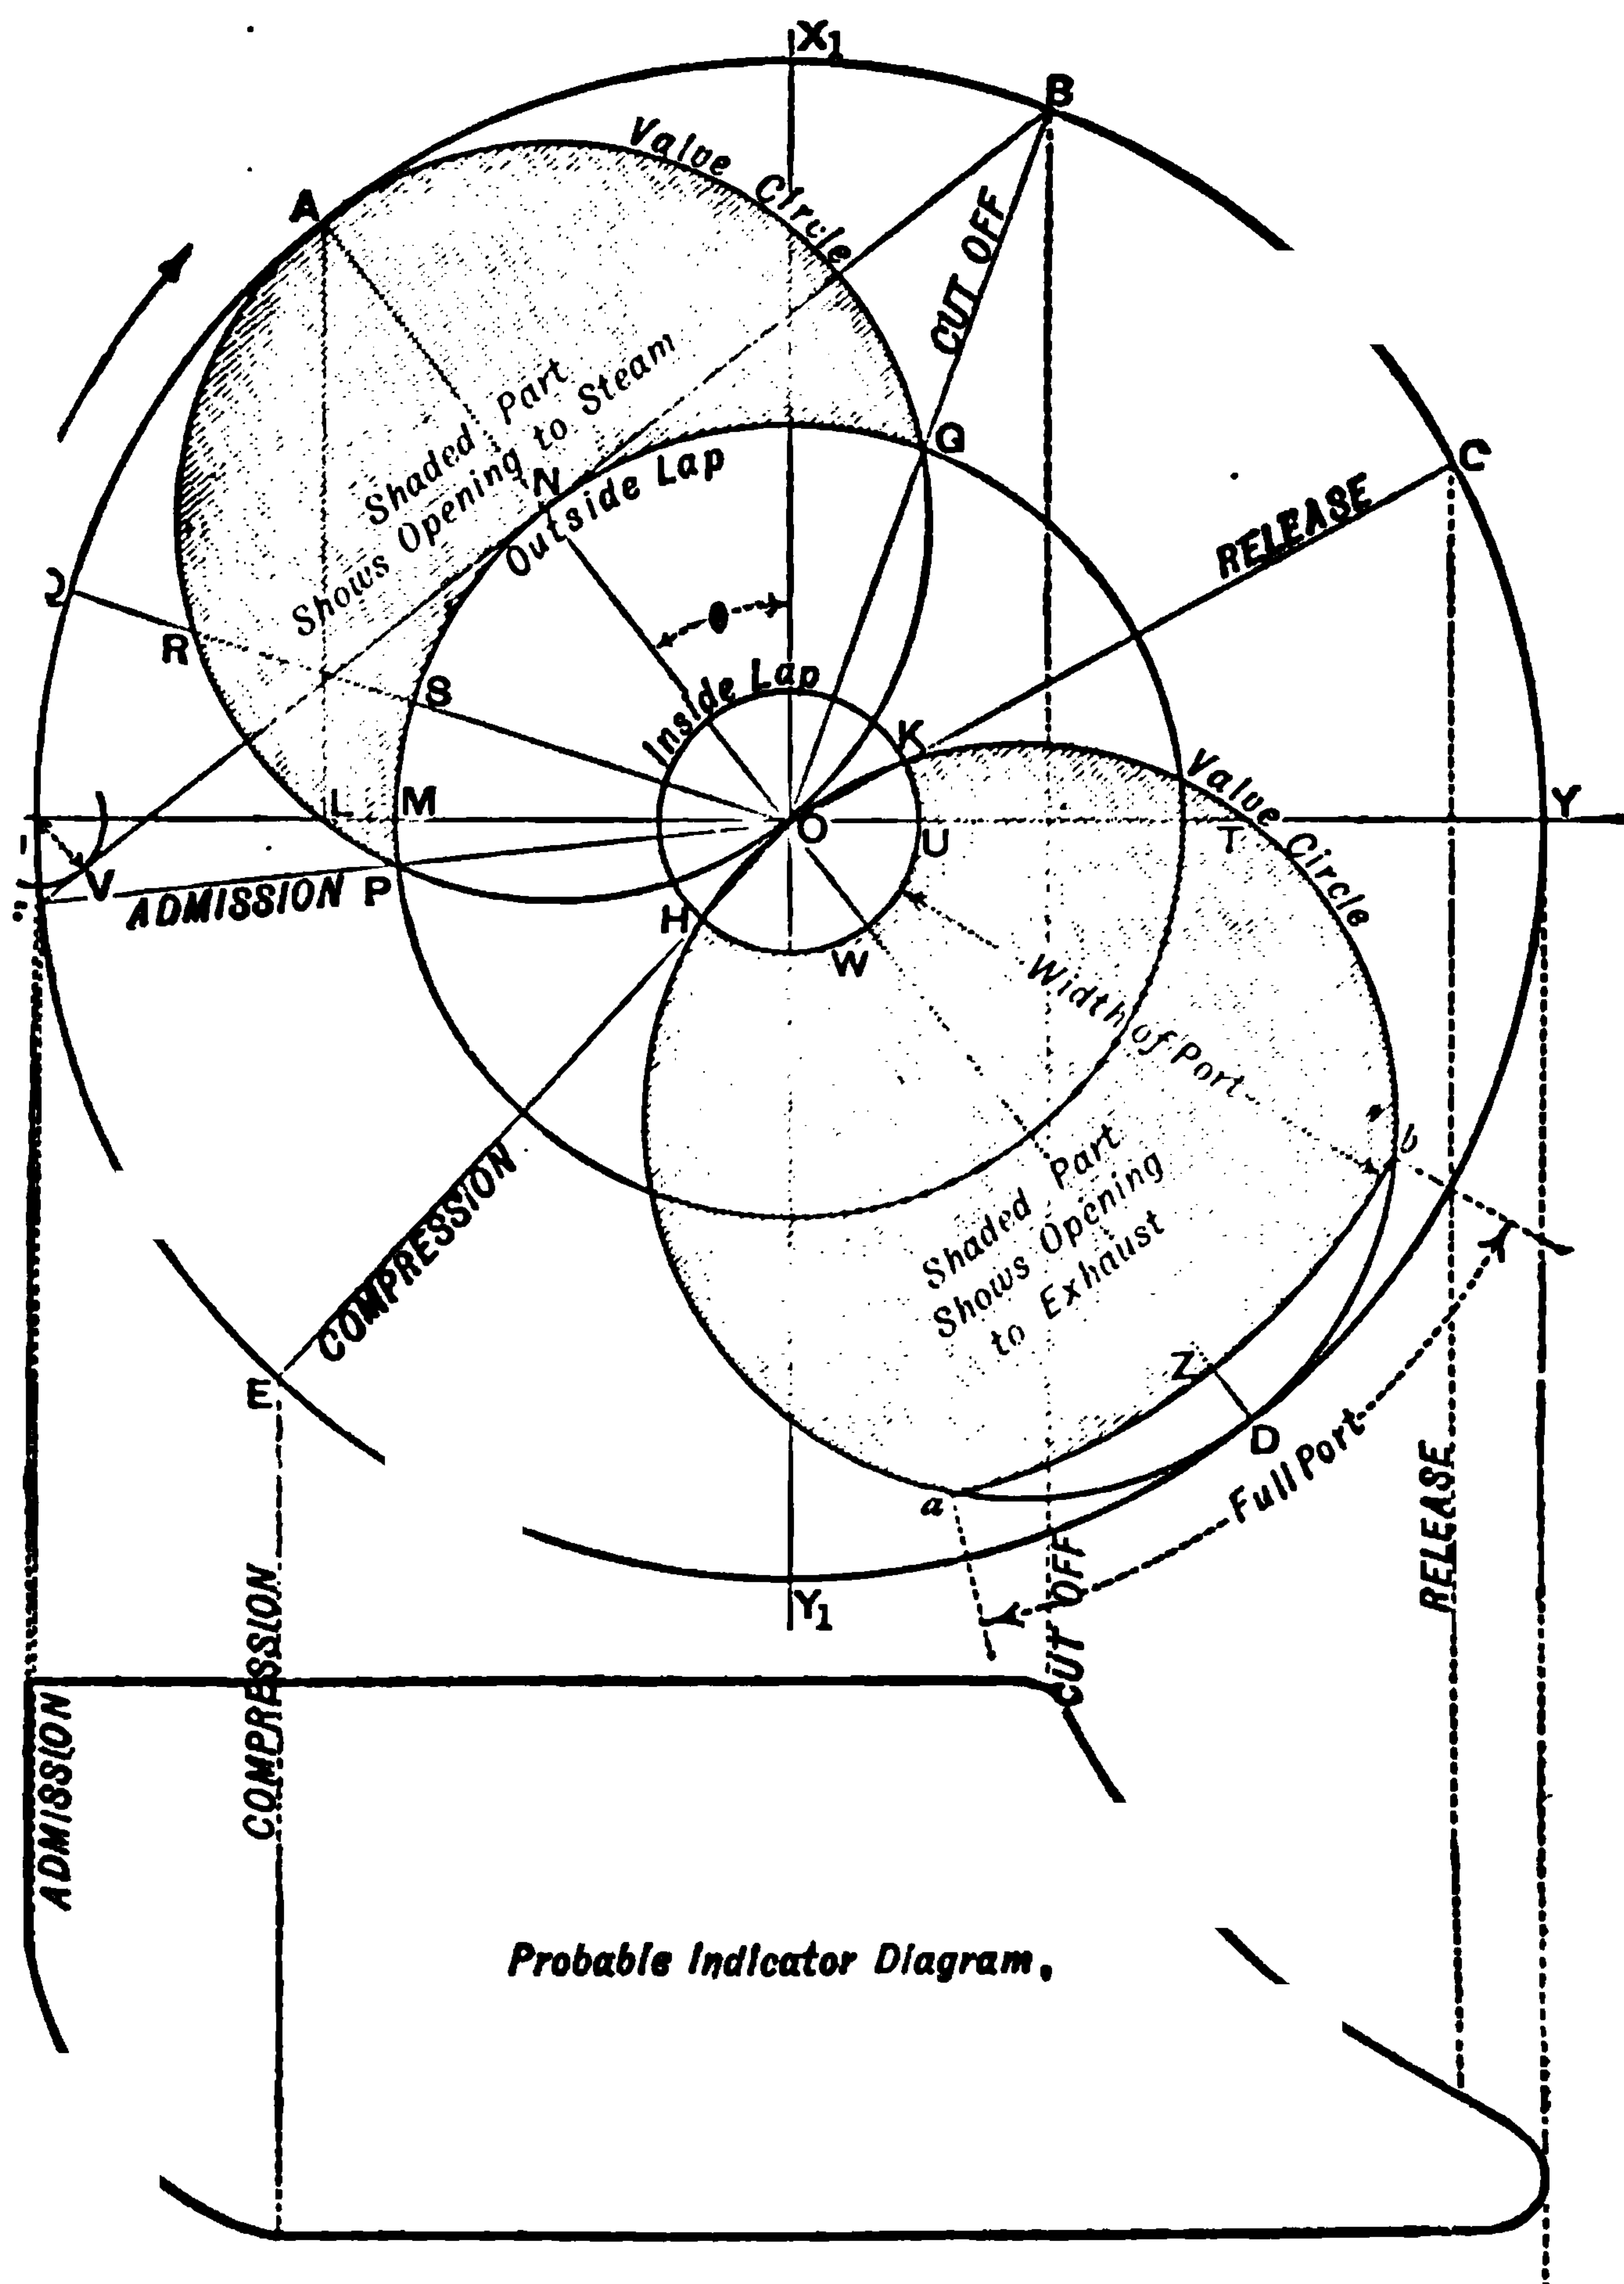 X1
B
Valve Circle
A
CUT OFF
Shaded Part
Shows Opening to Steam
Q
C
N
Outside Lap
RELEASE
θ
R
S
Inside Lap
K
Valve Circle
L
M
O
U
T
Y
V
ADMISSION
P
H
W
Width of Port
b
COMPRESSION
Shaded Part
Shows Opening
to Exhaust
Z
E
D
a
Full Port
RELEASE
Y1
CUT OFF
COMPRESSION
ADMISSION
Probable Indicator Diagram.